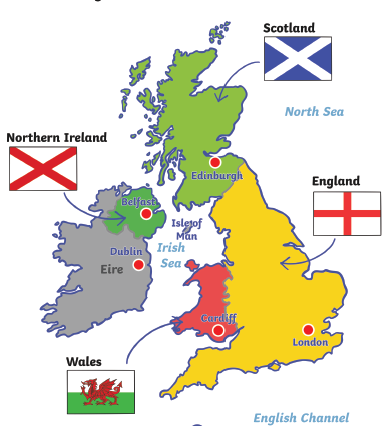 Scotland
North Sea
Northern Ireland
Edinburgh
England
Belfast
Isle of
Man
Irish
Sea
Dublin
Eire
Cardiff
London
Wales
English Channel